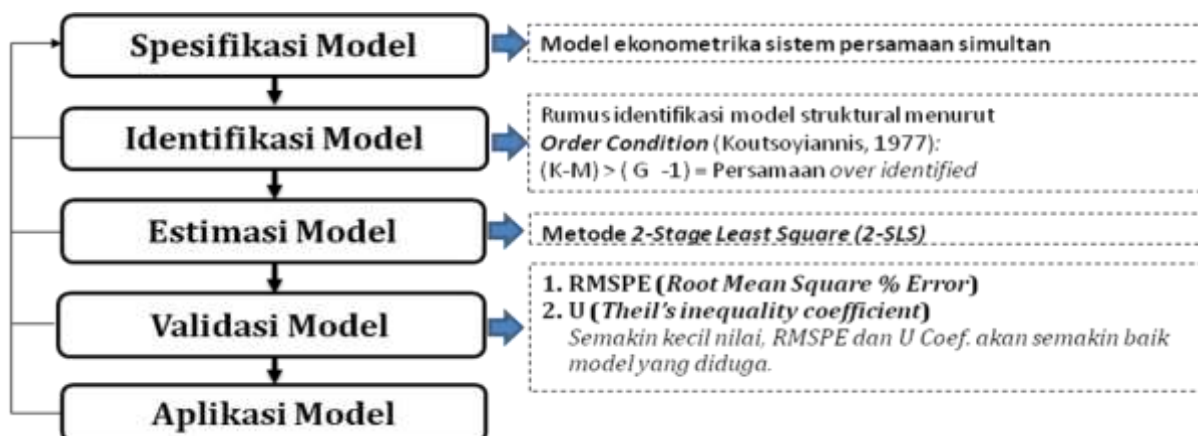 Spesifikasi Model
Model ekonometrika sistem persamaan simultan
Identifikasi Model
Rumus identifikasi model struktural menurut
Order Condition (Koutsoyiannis, 1977):
(K-M) > ( G -1) = Persamaan over identified
Estimasi Model
Metode 2-Stage Least Square (2-SLS)
Validasi Model
1. RMSPE (Root Mean Square % Error)
2. U (Theil's inequality coefficient)
Semakin kecil nilai, RMSPE dan U Coef. akan semakin baik
model yang diduga.
Aplikasi Model